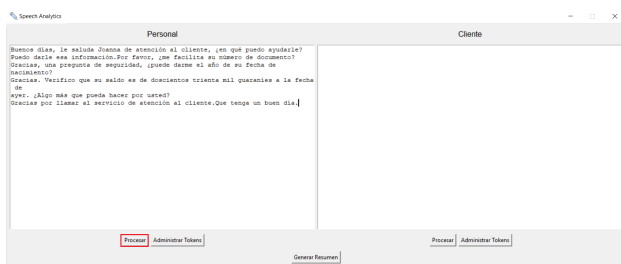 Speech Analytics
Personal
Cliente
Buenos días, le saluda Joanna de atención al cliente, ¿en qué puedo ayudarle?
Puedo darle esa información.Por favor, ¿me facilita su número de documento?
Gracias, una pregunta de seguridad, ¿puede darme el año de su fecha de
nacimiento?
Gracias. Verifico que su saldo es de doscientos treinta mil guaraníes a la fecha
de
ayer. ¿Algo más que pueda hacer por usted?
Gracias por llamar al servicio de atención al cliente.Que tenga un buen día.
Procesar Administrar Tokens
Procesar Administrar Tokens
Generar Resumen